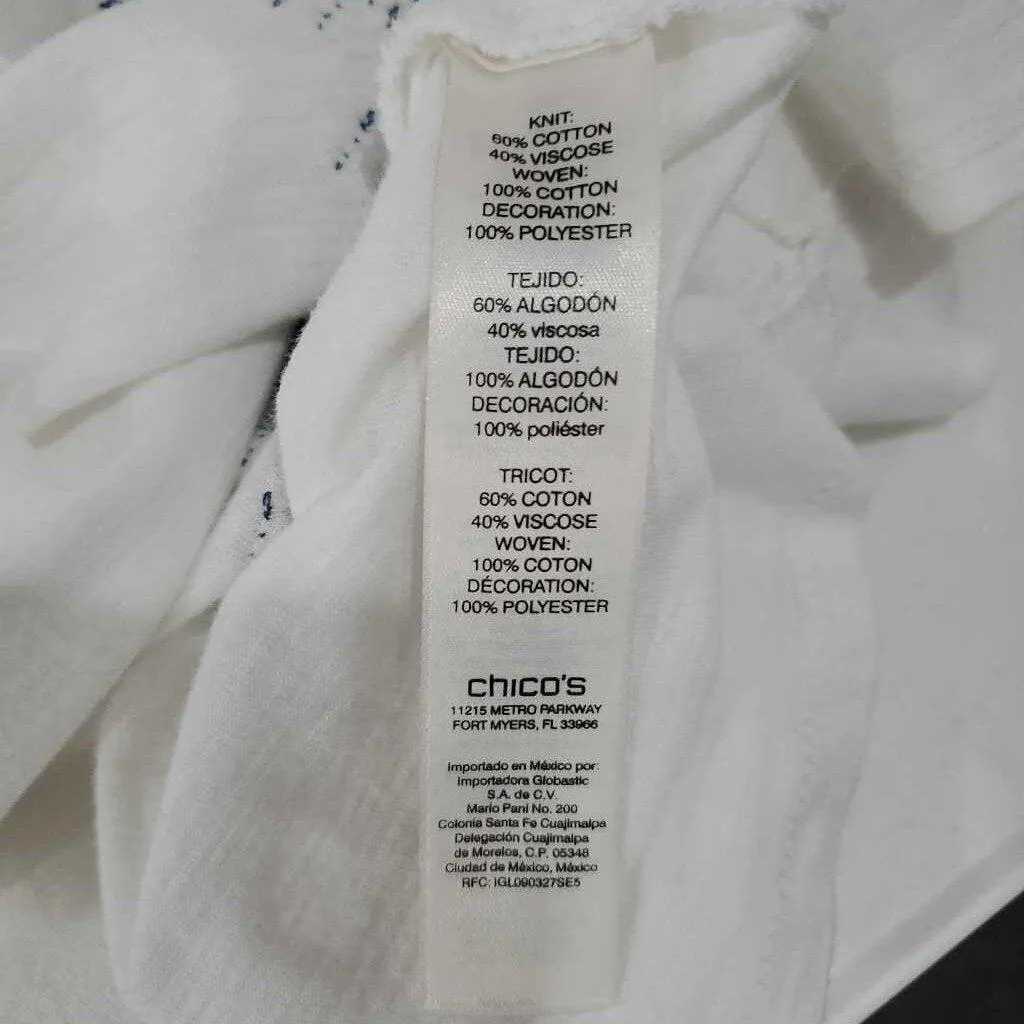 KNIT:
60% COTTON
40% VISCOSE
WOVEN:
100% COTTON
DECORATION:
100% POLYESTER
TEJIDO:
60% ALGODÓN
40% viscosa
TEJIDO:
100% ALGODÓN
DECORACIÓN:
100% poliéster
TRICOT:
60% COTON
40% VISCOSE
WOVEN:
100% COTON
DÉCORATION:
100% POLYESTER
chico's
11215 METRO PARKWAY
FORT MYERS, FL 33966
Importado en México por:
Importadora Globastic
S.A. de C.V.
Mario Pani No. 200
Colonia Santa Fe Cuajimalpa
Delegación Cuajimalpa
de Morelos, C.P. 05348
Ciudad de México, México
RFC: IGL090327SE5